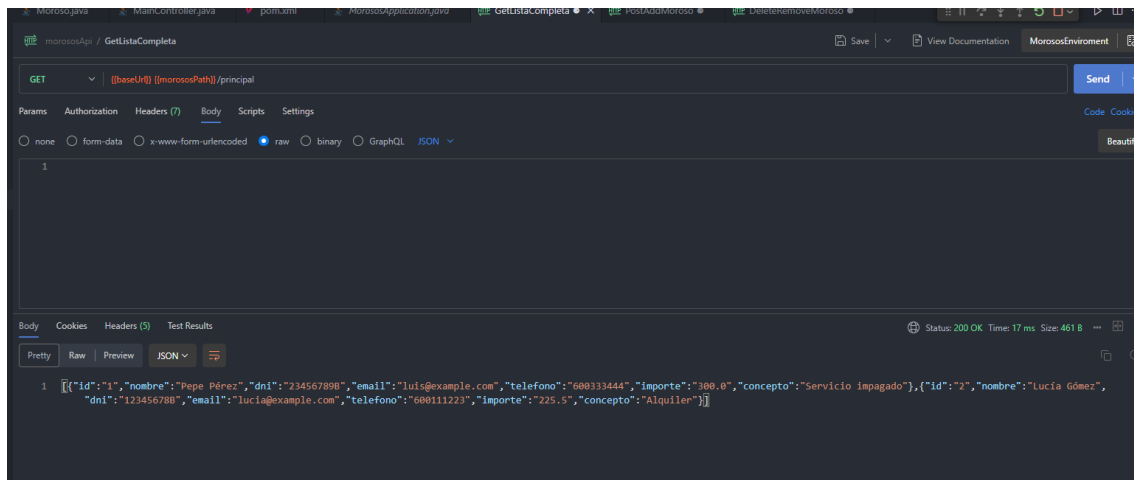 Moroso.java MainController.java pom.xml MorososApplication.java GetListaCompleta PostAddMoroso DeleteRemoveMoroso
morososApi / GetListaCompleta Save View Documentation MorososEnviroment
GET {{baseUrl}} {{morososPath}} /principal Send
Params Authorization Headers (7) Body Scripts Settings Code Cooki
none form-data x-www-form-urlencoded raw binary GraphQL JSON Beautif
1
Body Cookies Headers (5) Test Results Status: 200 OK Time: 17 ms Size: 461 B
Pretty Raw Preview JSON
1 [{"id":"1","nombre":"Pepe Pérez","dni":"23456789B","email":"luis@example.com","telefono":"600333444","importe":"300.0","concepto":"Servicio impagado"},{"id":"2","nombre":"Lucía Gómez",
"dni":"12345678B","email":"lucia@example.com","telefono":"600111223","importe":"225.5","concepto":"Alquiler"}]